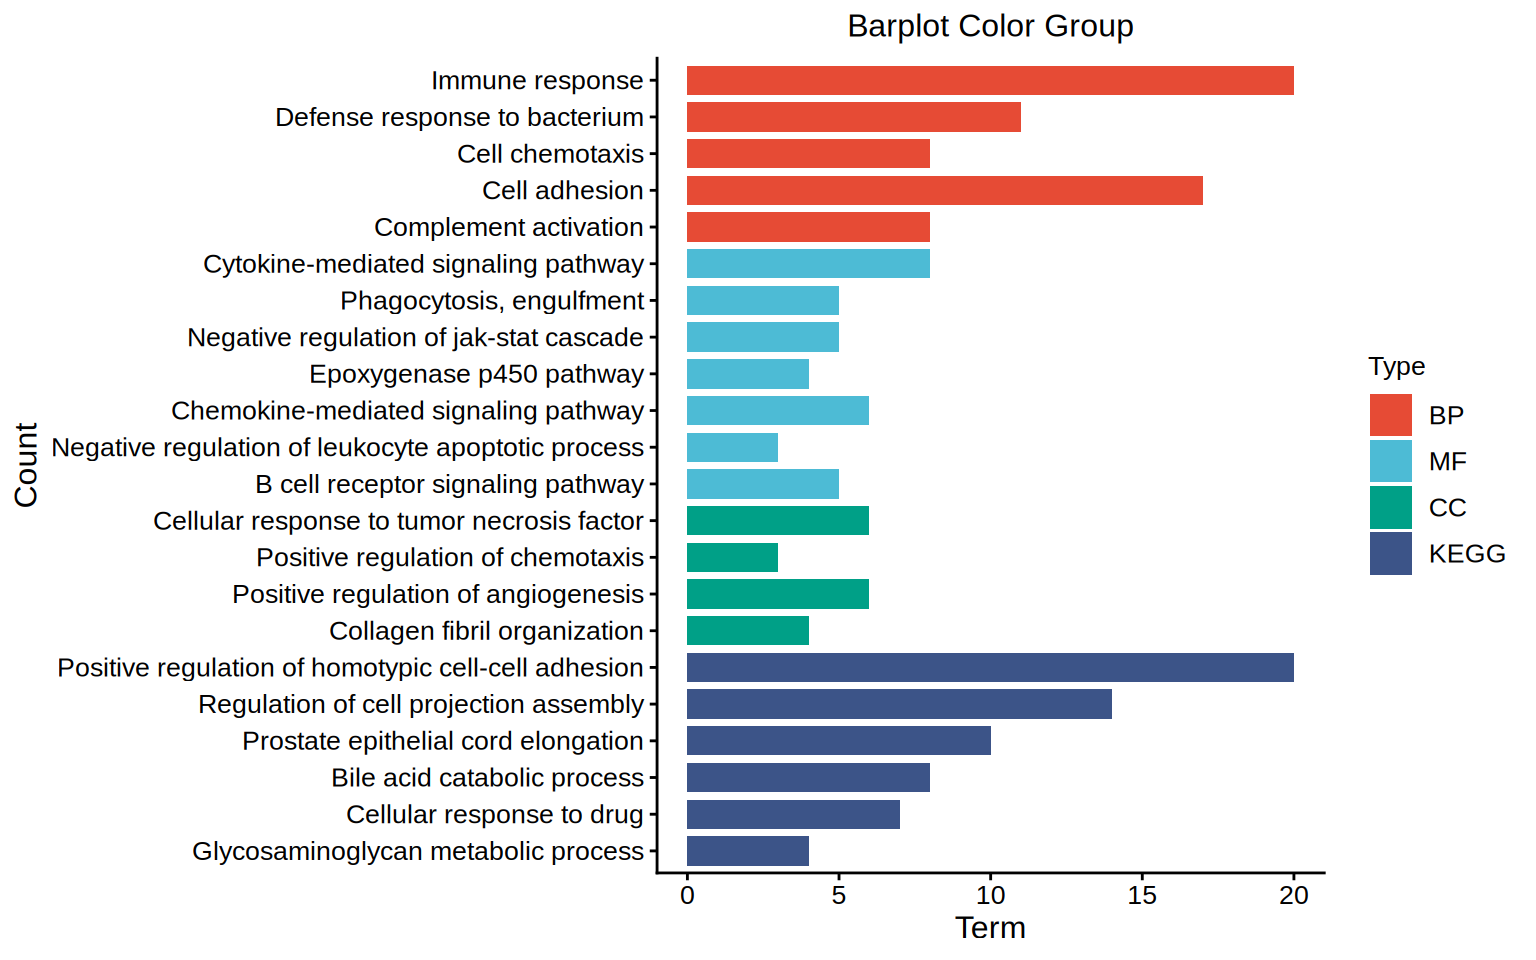 Barplot Color Group
Immune response
Defense response to bacterium
Cell chemotaxis
Cell adhesion
Complement activation
Cytokine-mediated signaling pathway
Phagocytosis, engulfment
Negative regulation of jak-stat cascade
Epoxygenase p450 pathway
Chemokine-mediated signaling pathway
Negative regulation of leukocyte apoptotic process
B cell receptor signaling pathway
Cellular response to tumor necrosis factor
Positive regulation of chemotaxis
Positive regulation of angiogenesis
Collagen fibril organization
Positive regulation of homotypic cell-cell adhesion
Regulation of cell projection assembly
Prostate epithelial cord elongation
Bile acid catabolic process
Cellular response to drug
Glycosaminoglycan metabolic process
Count
0 5 10 15 20
Term
Type
BP
MF
CC
KEGG